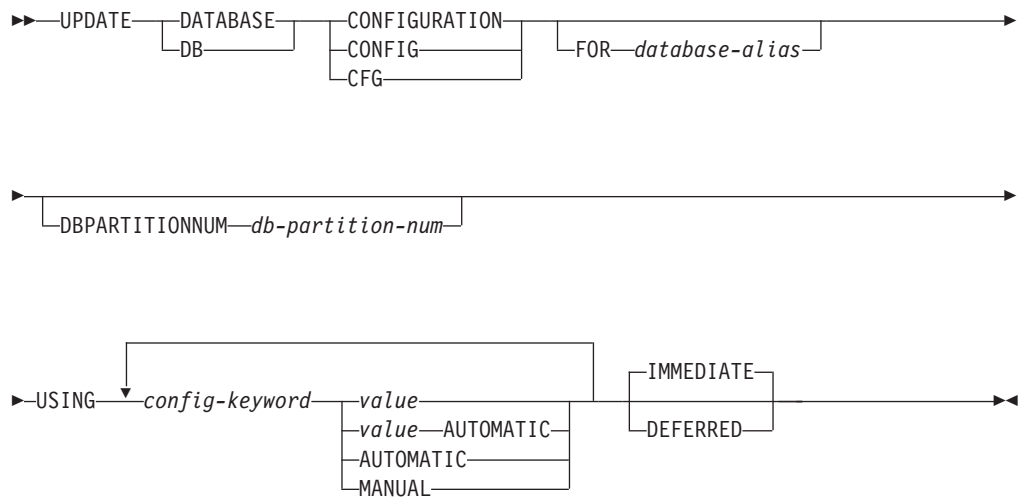 UPDATE DATABASE CONFIGURATION
DB CONFIG FOR database-alias
CFG
DBPARTITIONNUM db-partition-num
IMMEDIATE
USING config-keyword value
value AUTOMATIC DEFERRED
AUTOMATIC
MANUAL